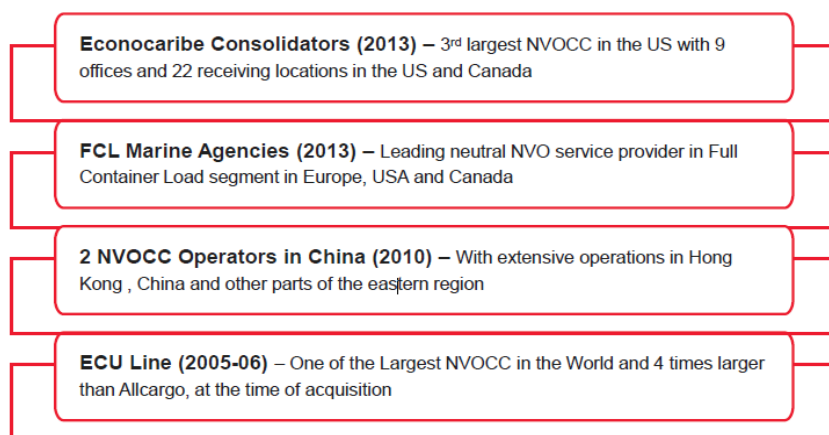 Econocaribe Consolidators (2013) – 3rd largest NVOCC in the US with 9
offices and 22 receiving locations in the US and Canada
FCL Marine Agencies (2013) – Leading neutral NVO service provider in Full
Container Load segment in Europe, USA and Canada
2 NVOCC Operators in China (2010) – With extensive operations in Hong
Kong , China and other parts of the eastern region
ECU Line (2005-06) – One of the Largest NVOCC in the World and 4 times larger
than Allcargo, at the time of acquisition